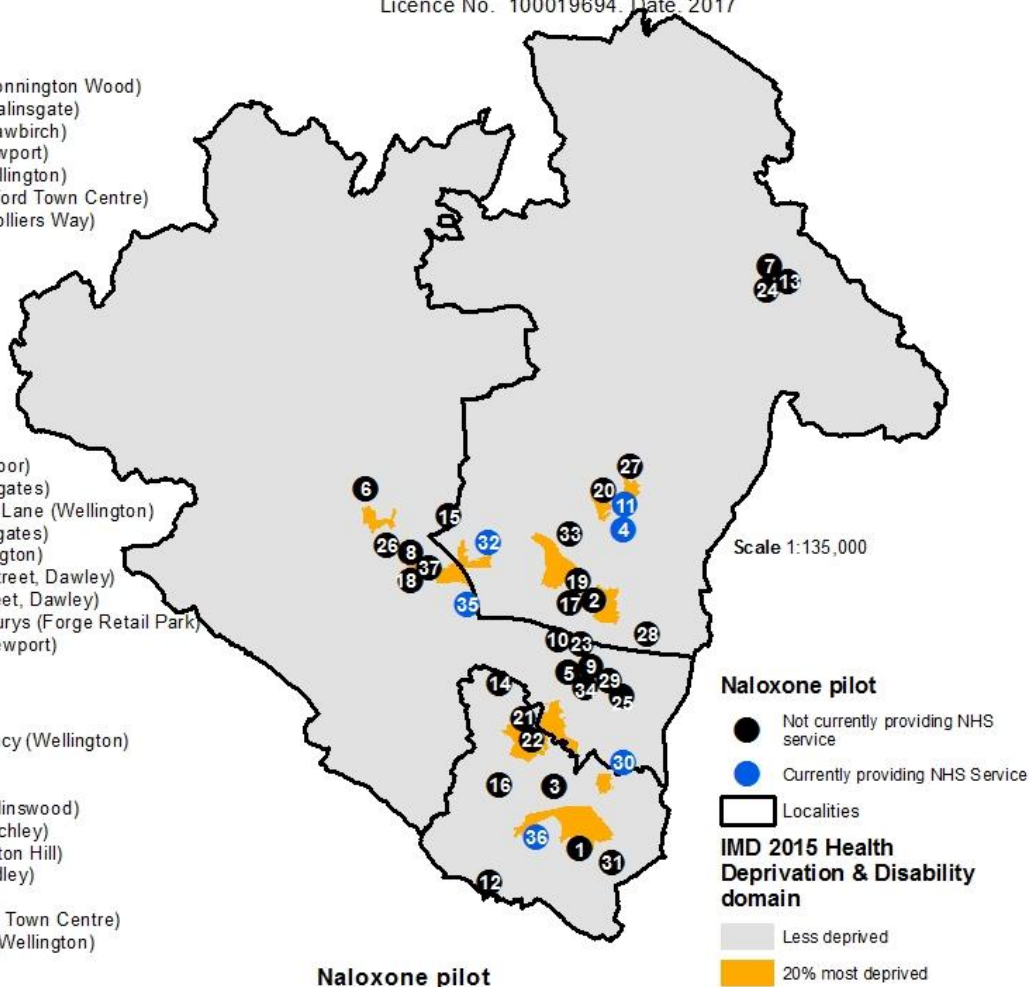 Licence No. 100019694. Date. 2017
onnington Wood)
alinsgate)
awbirch)
wport)
llington)
ford Town Centre)
olliers Way)
oor)
gates)
Lane (Wellington)
gates)
gton)
treet, Dawley)
eet, Dawley)
urys (Forge Retail Park)
ewport)
cy (Wellington)
linswood)
chley)
ton Hill)
dley)
Town Centre)
Wellington)
7
13
24
27
6
20
11
15
4
33
32
26
8
37
18
19
17
2
35
28
10
23
9
5
29
34
25
14
21
22
30
16
3
36
1
31
12
Scale 1:135,000
Naloxone pilot
Not currently providing NHS
service
Currently providing NHS Service
Localities
IMD 2015 Health
Deprivation & Disability
domain
Less deprived
20% most deprived
Naloxone pilot